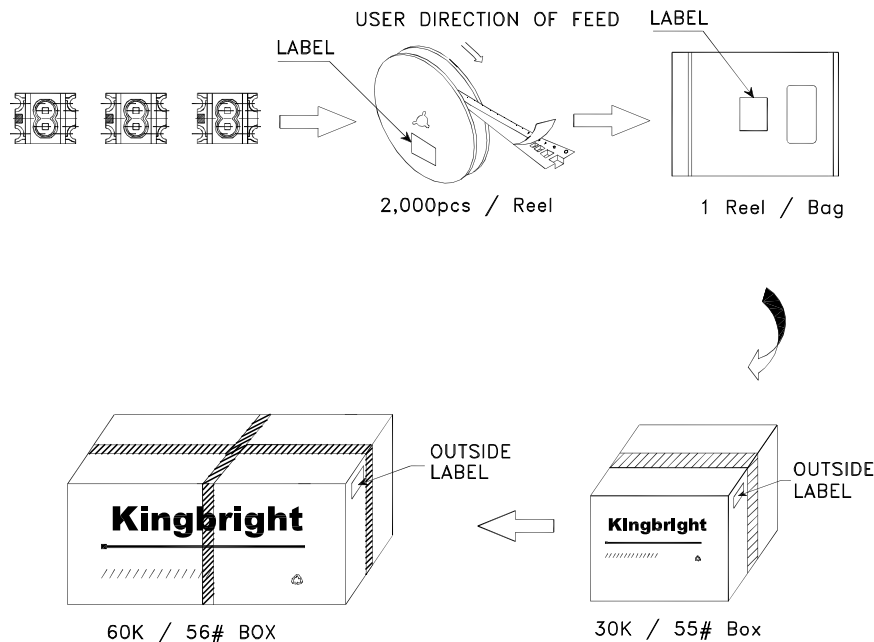 USER DIRECTION OF FEED
LABEL
LABEL
2,000pcs / Reel
1 Reel / Bag
OUTSIDE
LABEL
OUTSIDE
LABEL
Kingbright
Kingbright
60K / 56# BOX
30K / 55# Box